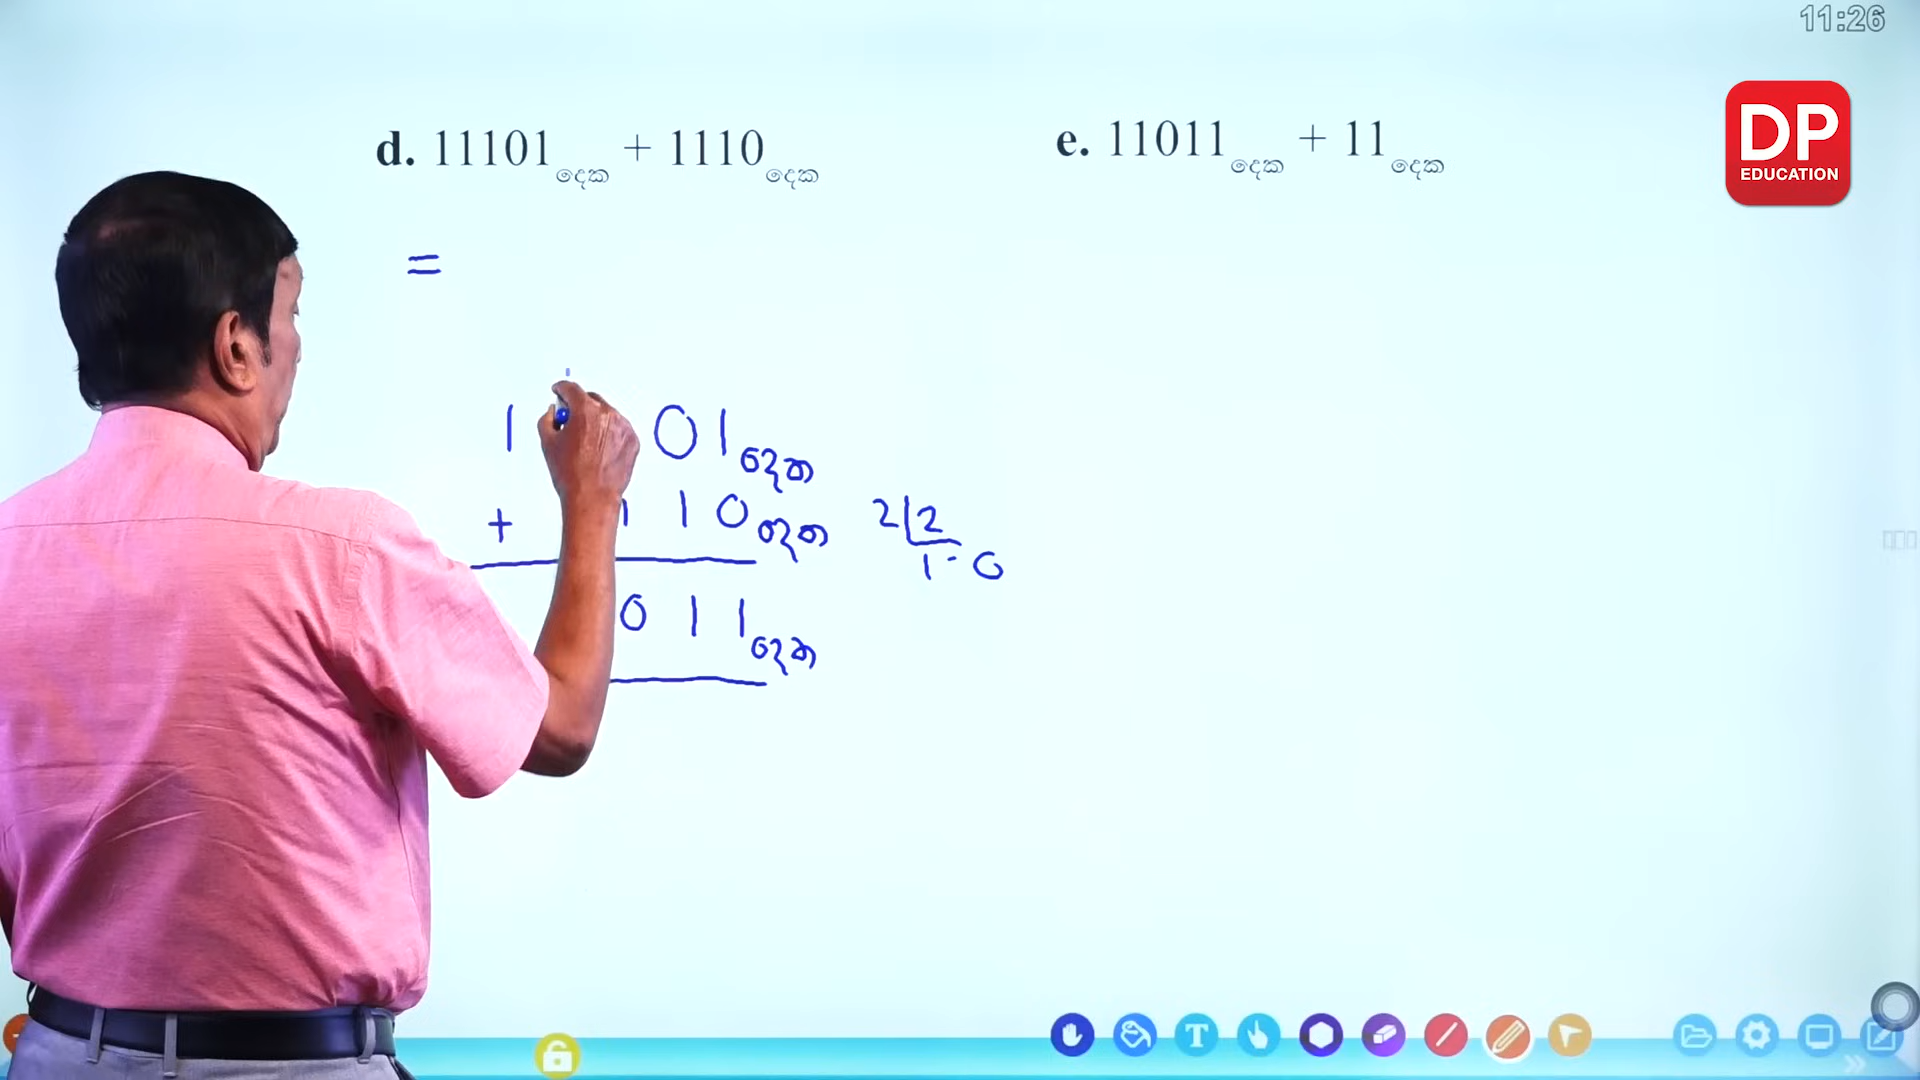 11:26
DP
EDUCATION
d. 11101දෙක + 1110දෙක
e. 11011දෙක + 11දෙක
=
1 01දෙක
+ 1 1 0දෙක
2 2
1 - 0
0 1 1දෙක
T